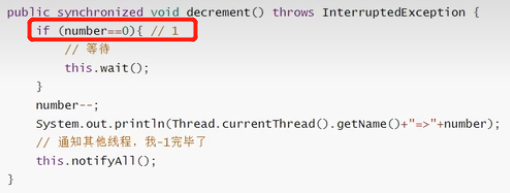 public synchronized void decrement() throws InterruptedException {
if (number==0){ // 1
// 等待
this.wait();
}
number--;
System.out.println(Thread.currentThread().getName()+"=>"+number);
// 通知其他线程，我-1完毕了
this.notifyAll();
}